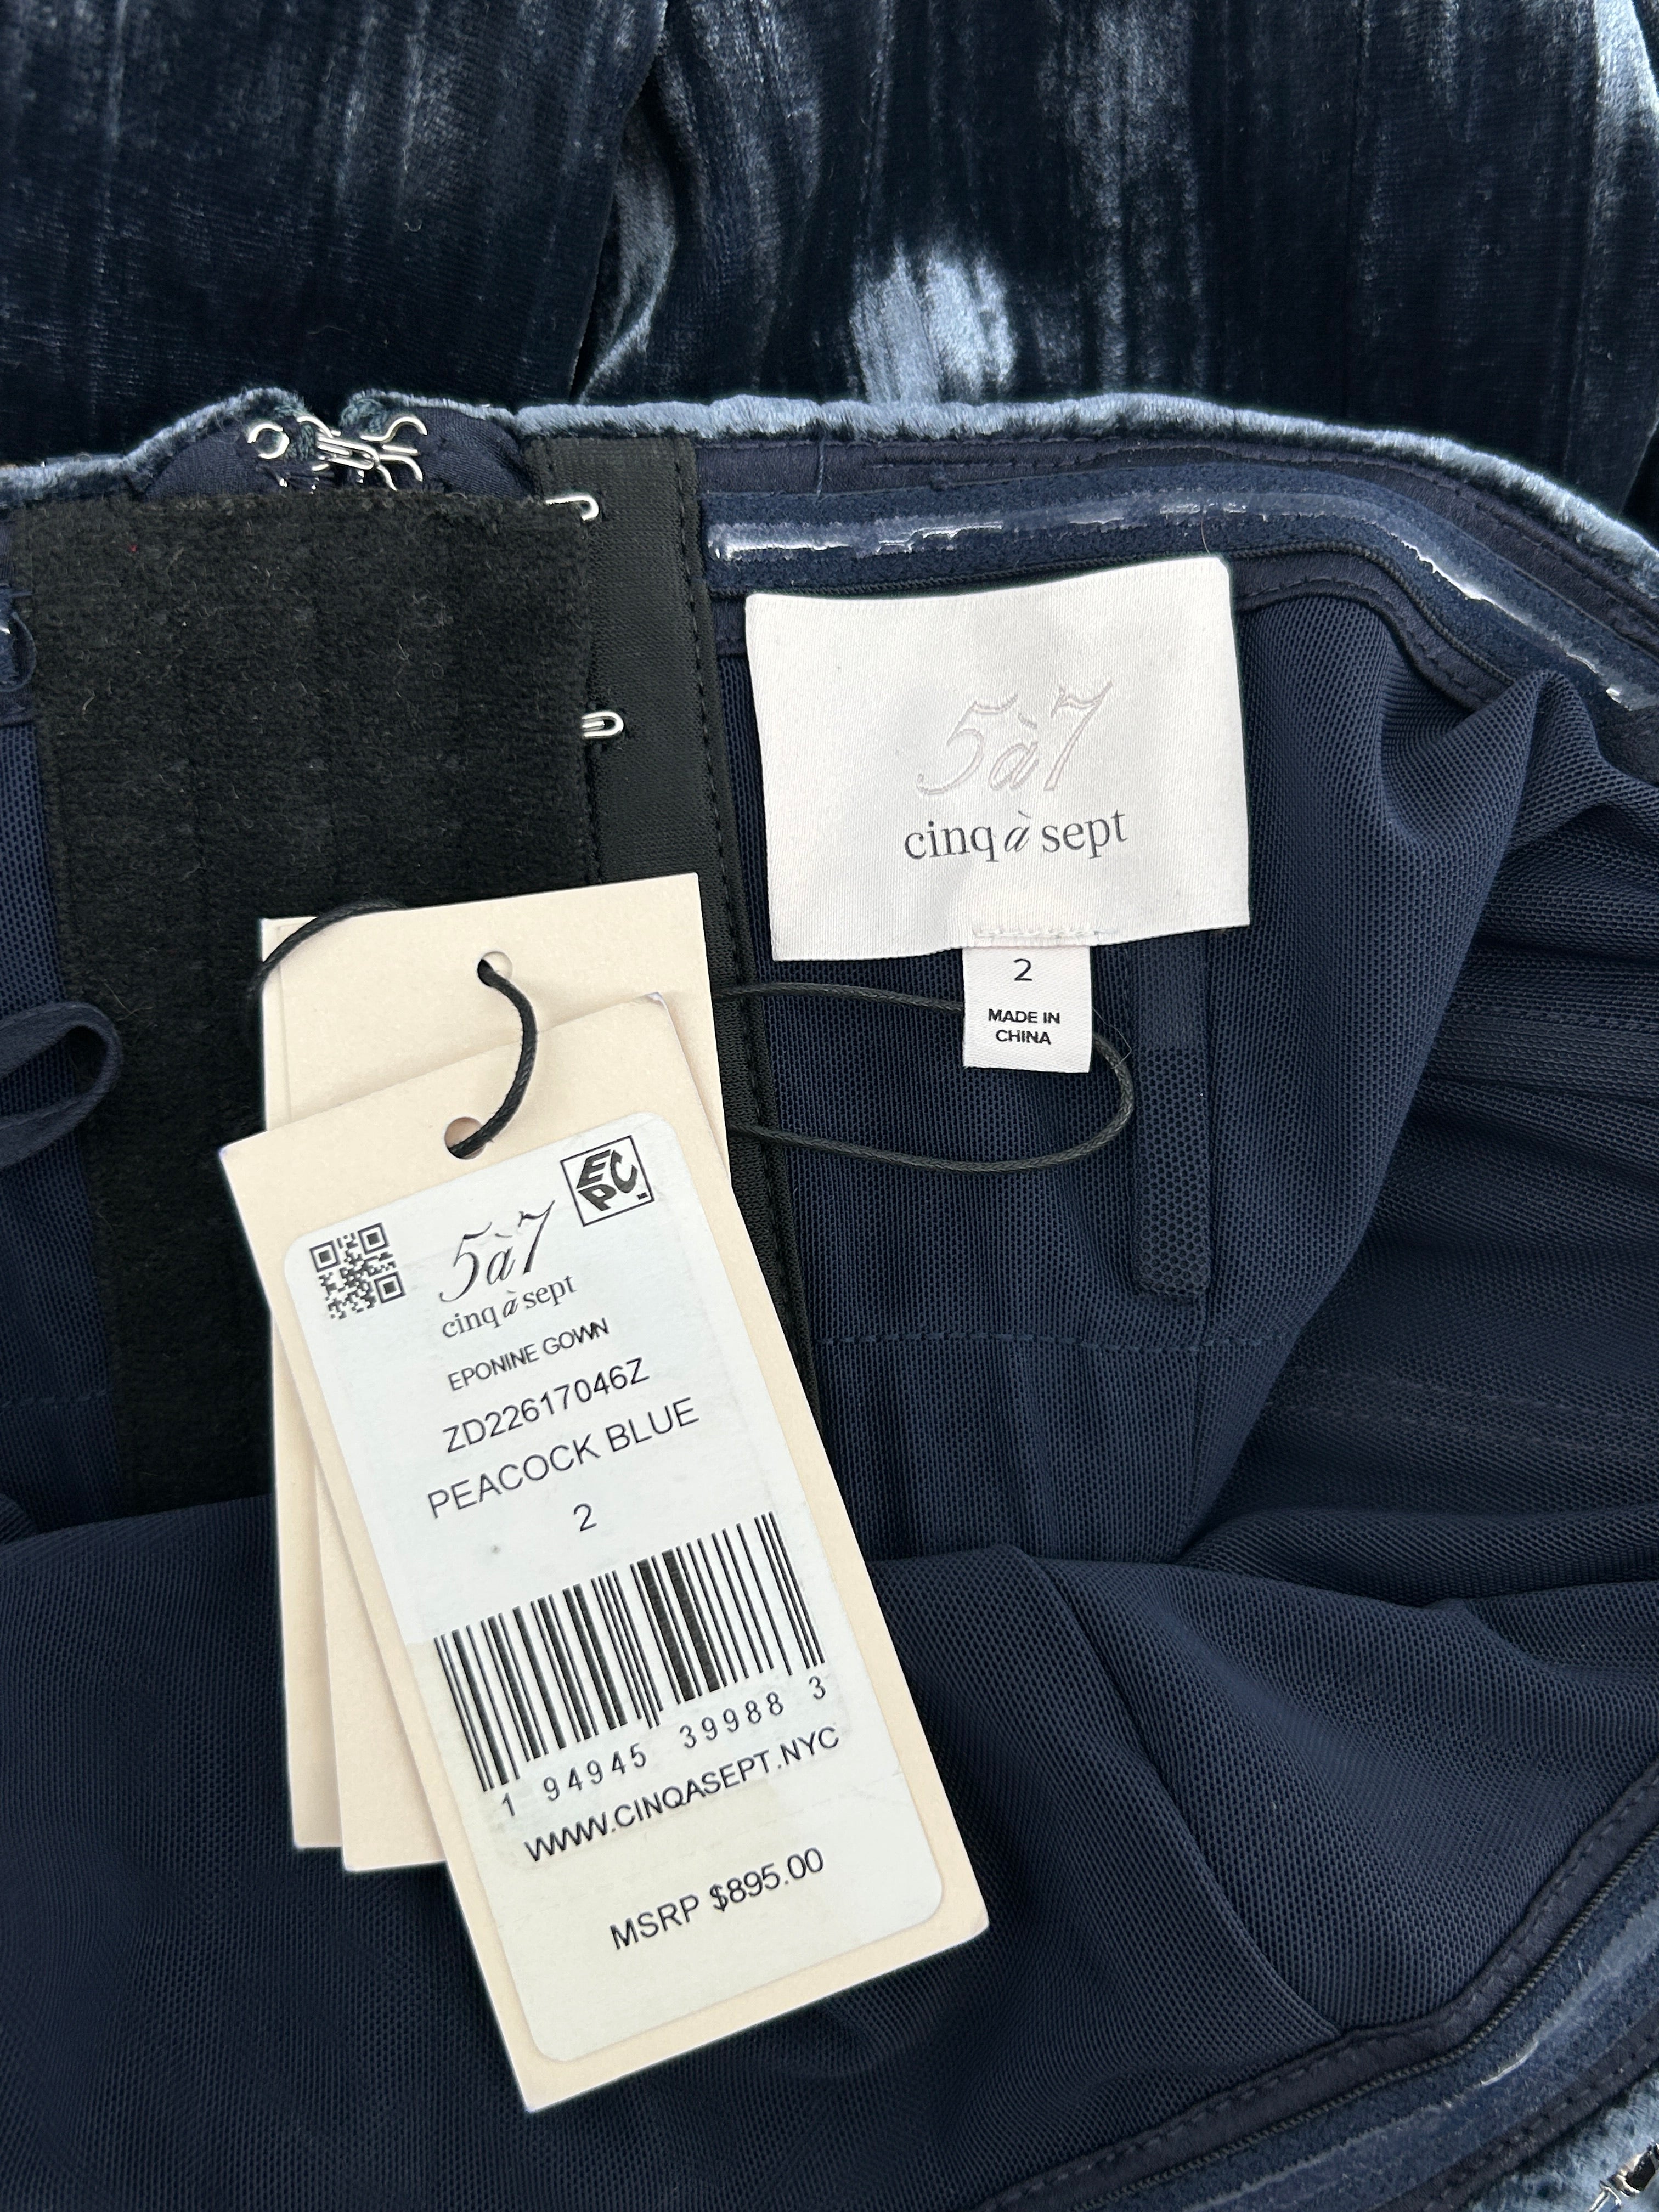 5à7
cinq à sept
2
MADE IN
CHINA
EPC
5à7
cinq à sept
EPONINE GOWN
ZD22617046Z
PEACOCK BLUE
2
1 94945 39988 3
WWW.CINQASEPT.NYC
MSRP $895.00